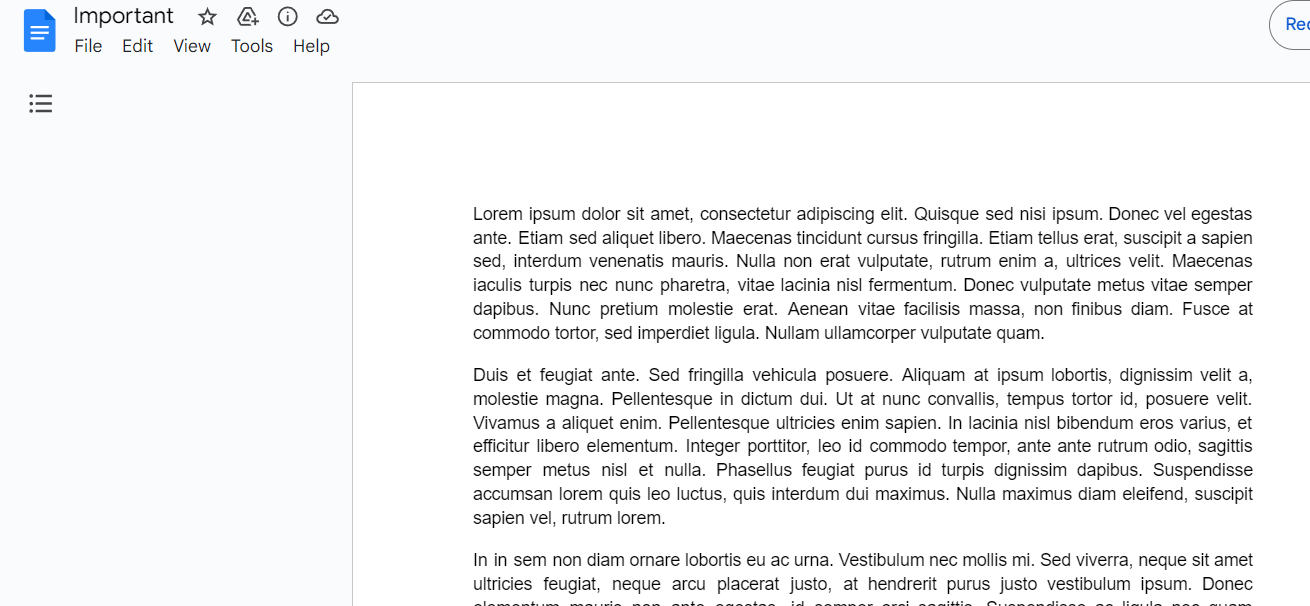 Important
File Edit View Tools Help
Lorem ipsum dolor sit amet, consectetur adipiscing elit. Quisque sed nisi ipsum. Donec vel egestas
ante. Etiam sed aliquet libero. Maecenas tincidunt cursus fringilla. Etiam tellus erat, suscipit a sapien
sed, interdum venenatis mauris. Nulla non erat vulputate, rutrum enim a, ultrices velit. Maecenas
iaculis turpis nec nunc pharetra, vitae lacinia nisl fermentum. Donec vulputate metus vitae semper
dapibus. Nunc pretium molestie erat. Aenean vitae facilisis massa, non finibus diam. Fusce at
commodo tortor, sed imperdiet ligula. Nullam ullamcorper vulputate quam.
Duis et feugiat ante. Sed fringilla vehicula posuere. Aliquam at ipsum lobortis, dignissim velit a,
molestie magna. Pellentesque in dictum dui. Ut at nunc convallis, tempus tortor id, posuere velit.
Vivamus a aliquet enim. Pellentesque ultricies enim sapien. In lacinia nisl bibendum eros varius, et
efficitur libero elementum. Integer porttitor, leo id commodo tempor, ante ante rutrum odio, sagittis
semper metus nisl et nulla. Phasellus feugiat purus id turpis dignissim dapibus. Suspendisse
accumsan lorem quis leo luctus, quis interdum dui maximus. Nulla maximus diam eleifend, suscipit
sapien vel, rutrum lorem.
In in sem non diam ornare lobortis eu ac urna. Vestibulum nec mollis mi. Sed viverra, neque sit amet
ultricies feugiat, neque arcu placerat justo, at hendrerit purus justo vestibulum ipsum. Donec